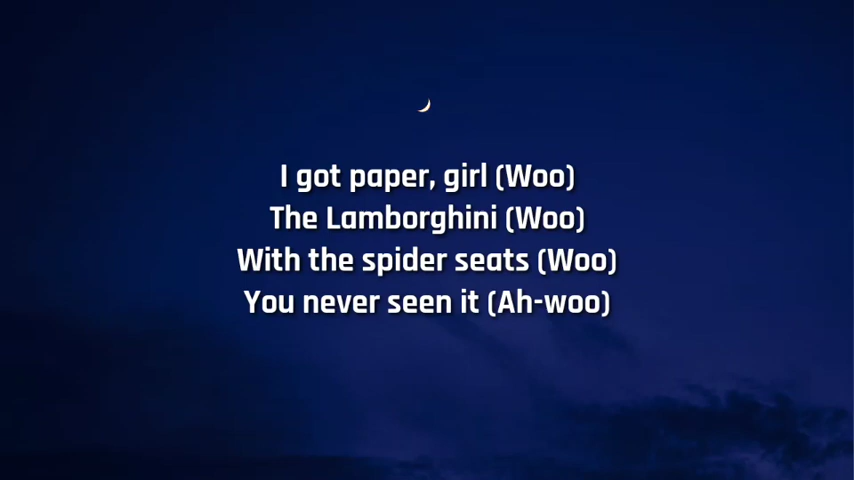 I got paper, girl (Woo)
The Lamborghini (Woo)
With the spider seats (Woo)
You never seen it (Ah-woo)